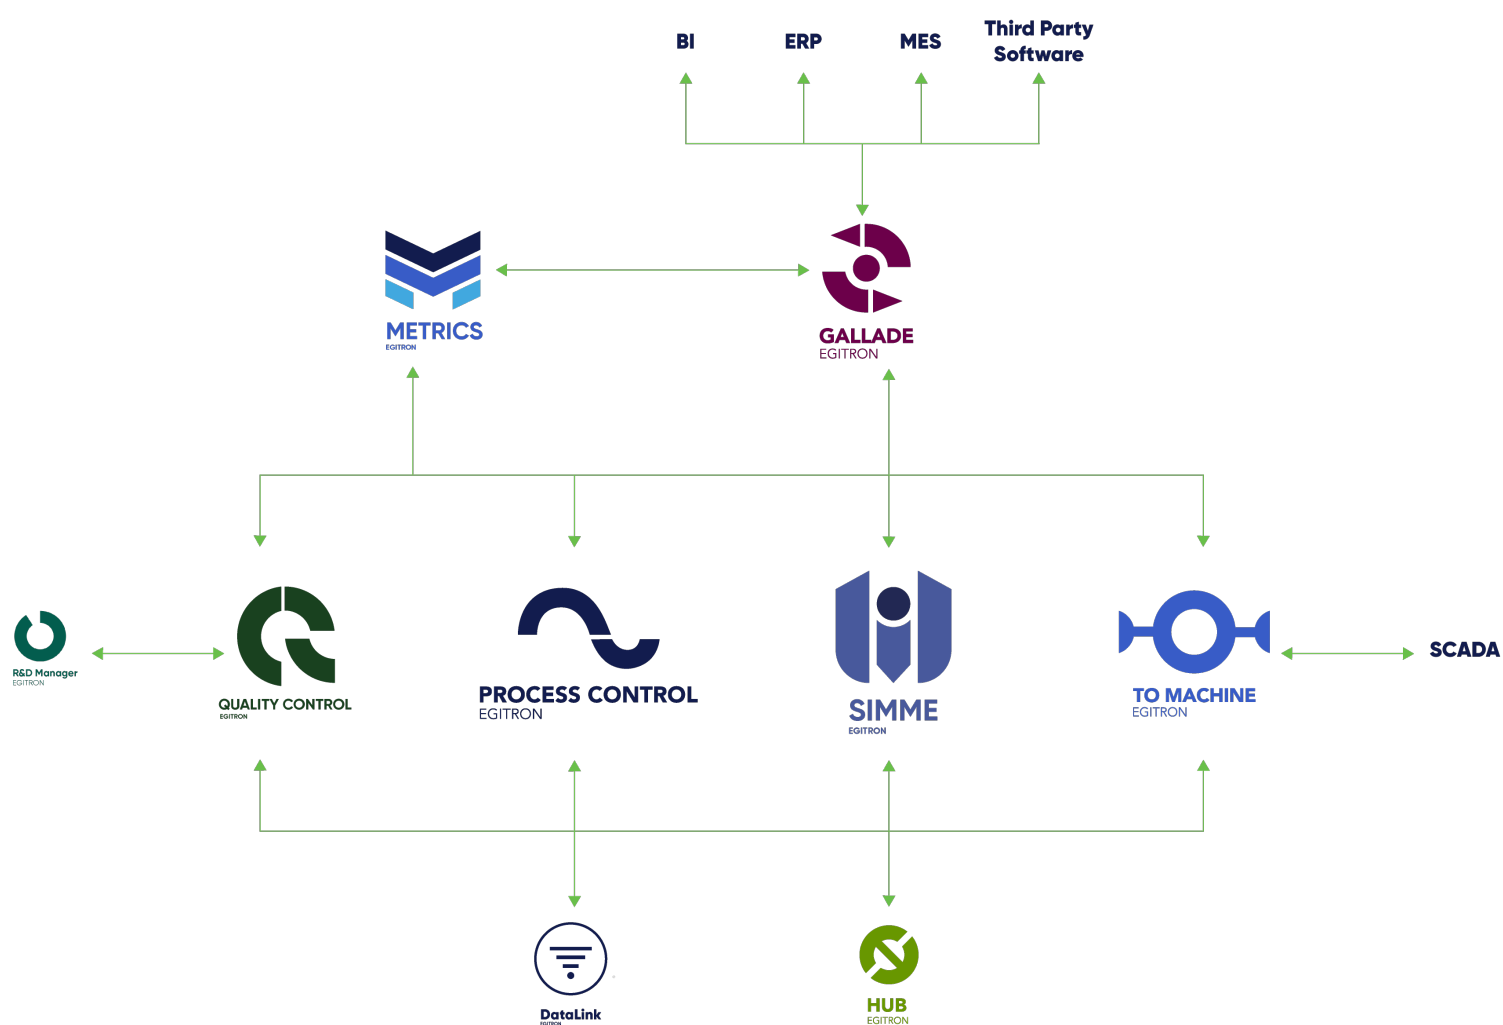 BI
ERP
MES
Third Party
Software
METRICS
EGITRON
GALLADE
EGITRON
R&D Manager
EGITRON
QUALITY CONTROL
EGITRON
PROCESS CONTROL
EGITRON
SIMME
EGITRON
TO MACHINE
EGITRON
SCADA
DataLink
EGITRON
HUB
EGITRON